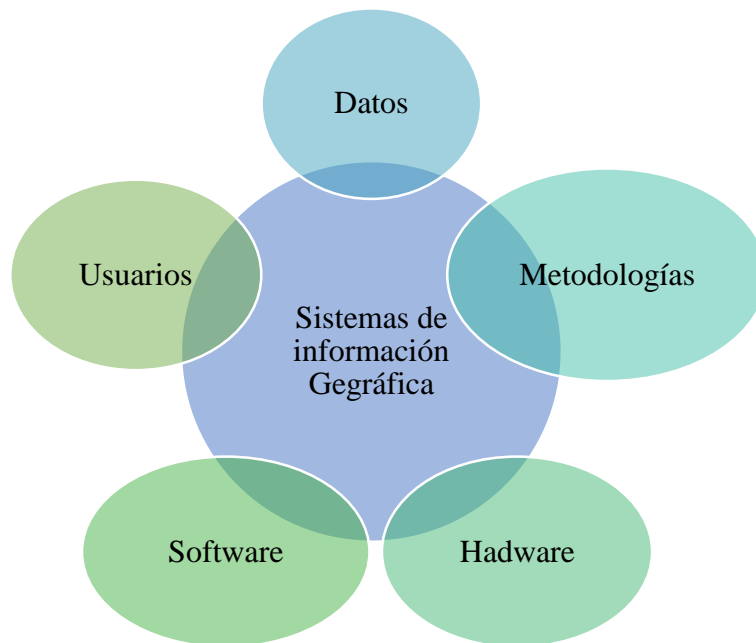 Datos
Usuarios
Metodologías
Sistemas de
información
Gegráfica
Software
Hadware